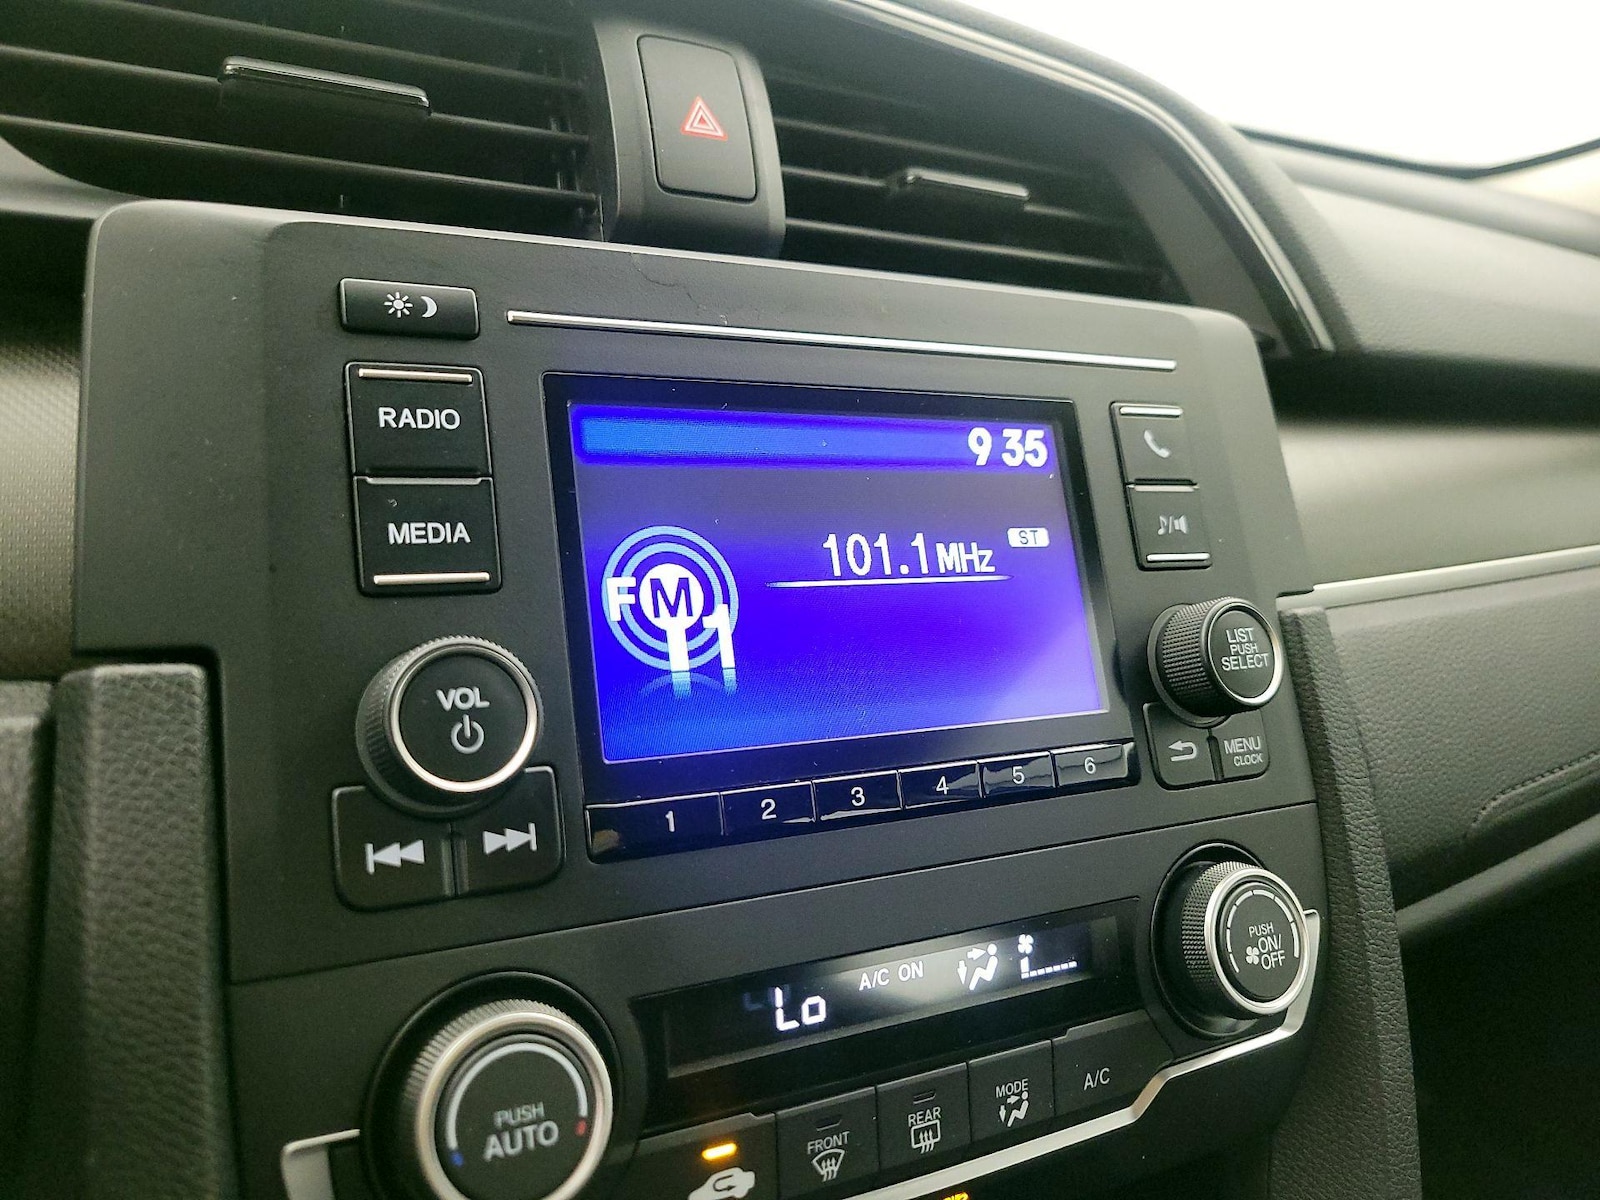 RADIO
MEDIA
VOL
9 35
101.1 MHz
ST
FM 1
LIST
PUSH
SELECT
MENU
CLOCK
1 2 3 4 5 6
Lo
A/C ON
PUSH
ON/
OFF
PUSH
AUTO
FRONT
REAR
MODE
A/C